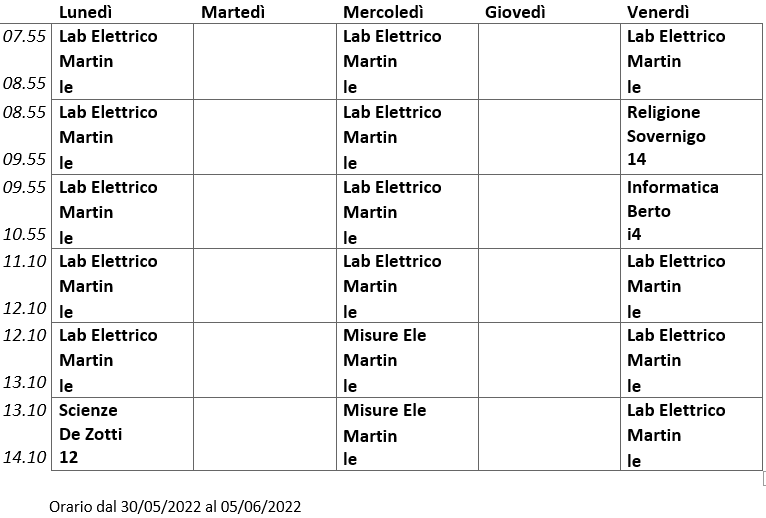 Lunedì Martedì Mercoledì Giovedì Venerdì
07.55 Lab Elettrico Lab Elettrico Lab Elettrico
Martin Martin Martin
08.55 le le le
08.55 Lab Elettrico Lab Elettrico Religione
Martin Martin Sovernigo
09.55 le le 14
09.55 Lab Elettrico Lab Elettrico Informatica
Martin Martin Berto
10.55 le le i4
11.10 Lab Elettrico Lab Elettrico Lab Elettrico
Martin Martin Martin
12.10 le le le
12.10 Lab Elettrico Misure Ele Lab Elettrico
Martin Martin Martin
13.10 le le le
13.10 Scienze Misure Ele Lab Elettrico
De Zotti Martin Martin
14.10 12 le le
Orario dal 30/05/2022 al 05/06/2022